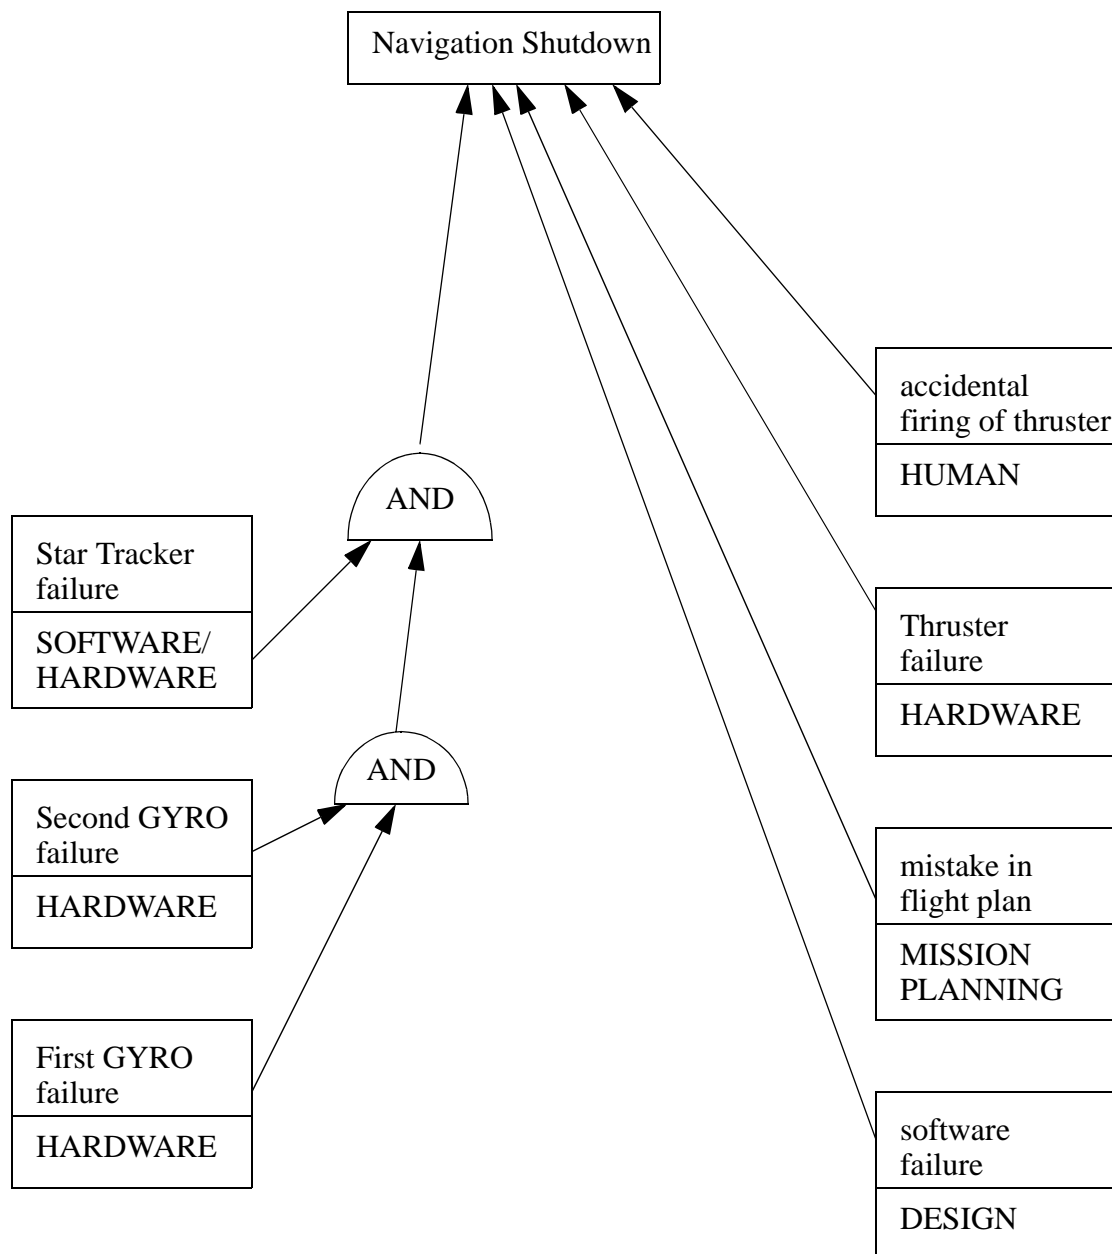 Navigation Shutdown
accidental
firing of thruster
HUMAN
AND
Star Tracker
failure
SOFTWARE/
HARDWARE
Thruster
failure
HARDWARE
AND
Second GYRO
failure
HARDWARE
mistake in
flight plan
MISSION
PLANNING
First GYRO
failure
HARDWARE
software
failure
DESIGN